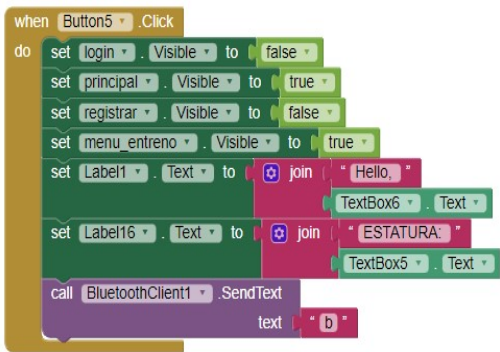 when Button5 .Click
do set login . Visible to false
set principal . Visible to true
set registrar . Visible to false
set menu_entreno . Visible to true
set Label1 . Text to join " Hello, "
TextBox6 . Text
set Label16 . Text to join " ESTATURA: "
TextBox5 . Text
call BluetoothClient1 .SendText
text " b "